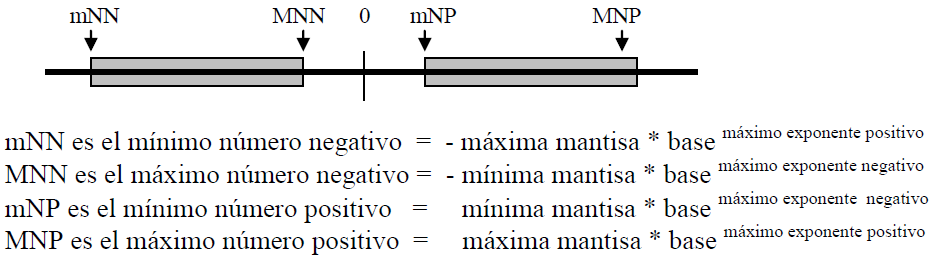 mNN MNN 0 mNP MNP
mNN es el mínimo número negativo = - máxima mantisa * base máximo exponente positivo
MNN es el máximo número negativo = - mínima mantisa * base máximo exponente negativo
mNP es el mínimo número positivo = mínima mantisa * base máximo exponente negativo
MNP es el máximo número positivo = máxima mantisa * base máximo exponente positivo